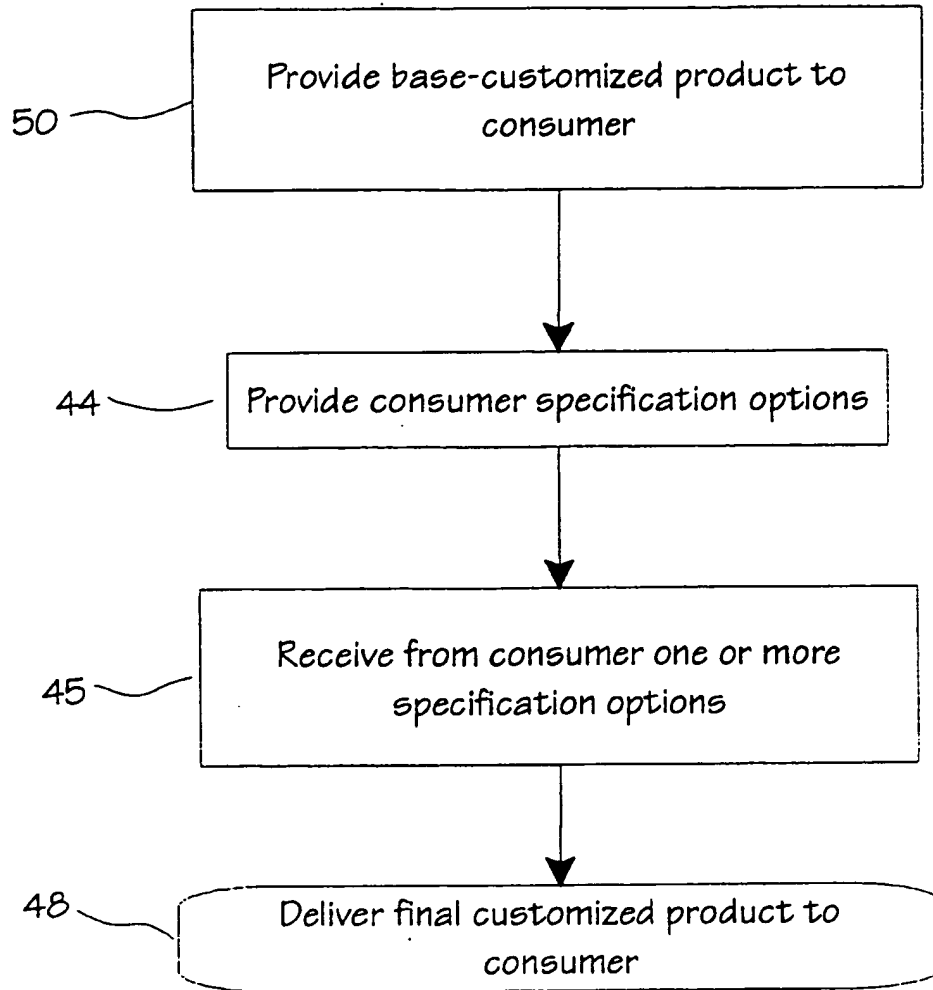 Provide base-customized product to
consumer
50
Provide consumer specification options
44
Receive from consumer one or more
specification options
45
Deliver final customized product to
consumer
48